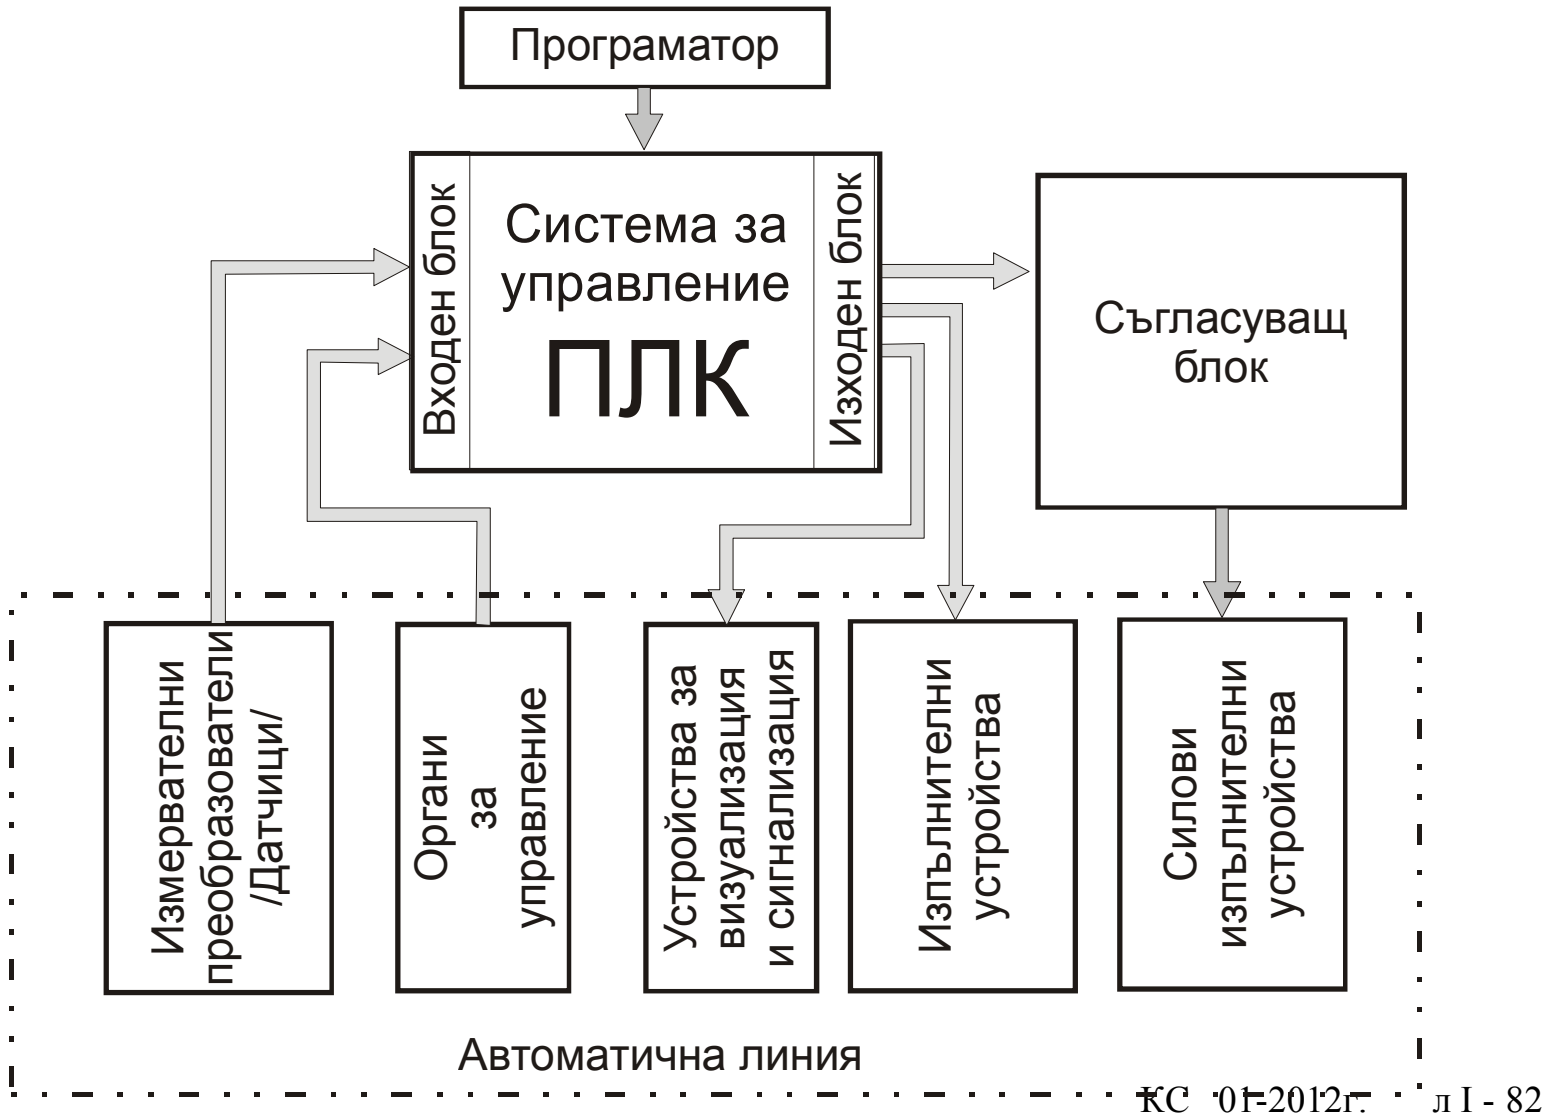 Програматор
Входен блок
Система за
управление
ПЛК
Изходен блок
Съгласуващ
блок
Измервателни
преобразователи
/Датчици/
Органи
за
управление
Устройства за
визуализация
и сигнализация
Изпълнителни
устройства
Силови
изпълнителни
устройства
Автоматична линия
КС 01-2012г. л I - 82